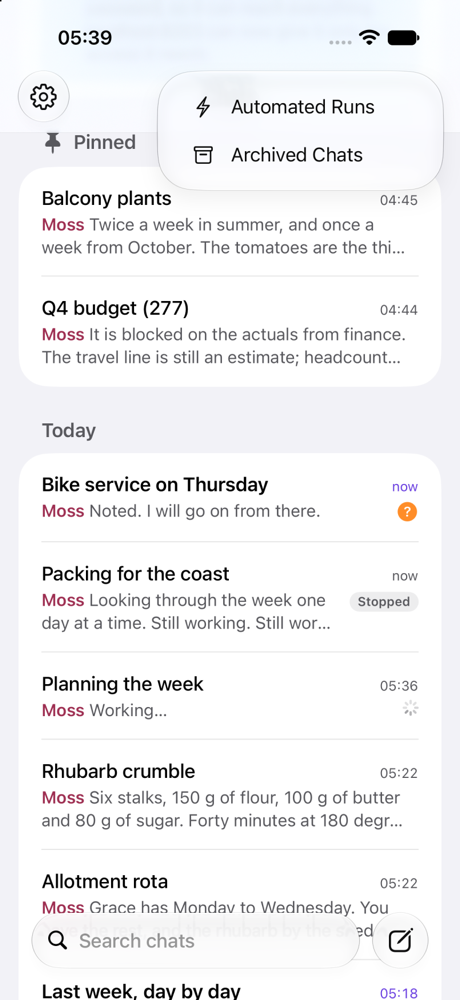 05:39
Automated Runs
Archived Chats
Pinned
Balcony plants
04:45
Moss Twice a week in summer, and once a
week from October. The tomatoes are the thi...
Q4 budget (277)
04:44
Moss It is blocked on the actuals from finance.
The travel line is still an estimate; headcount...
Today
Bike service on Thursday
now
Moss Noted. I will go on from there.
?
Packing for the coast
now
Moss Looking through the week one
day at a time. Still working. Still wor...
Stopped
Planning the week
05:36
Moss Working...
Rhubarb crumble
05:22
Moss Six stalks, 150 g of flour, 100 g of butter
and 80 g of sugar. Forty minutes at 180 degr...
Allotment rota
05:22
Moss Grace has Monday to Wednesday. You
and the rhubarb by the
Search chats
Last week, day by day
05:18